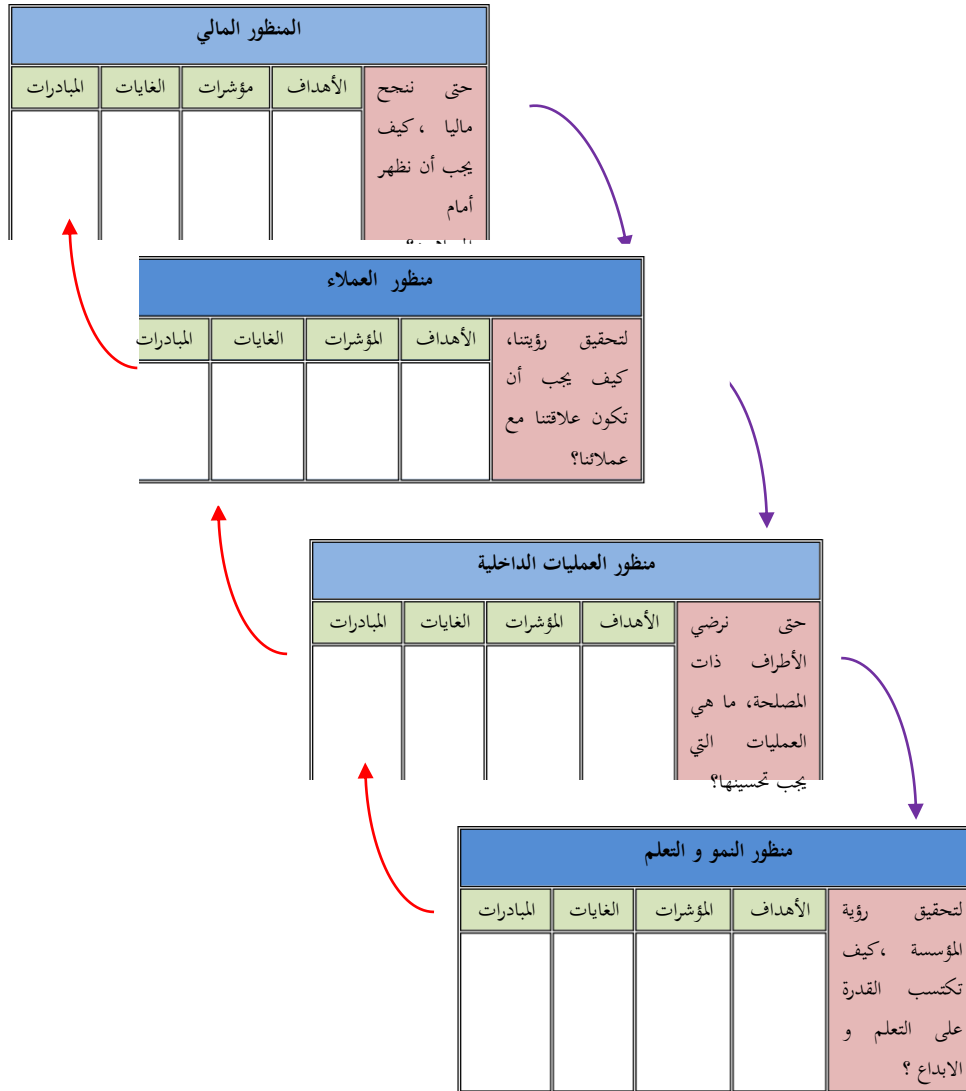 المنظور المالي
حتى ننجح
ماليا ،كيف
يجب أن نظهر
أمام
الأهداف
مؤشرات
الغايات
المبادرات
منظور العملاء
لتحقيق رؤيتنا،
كيف يجب أن
تكون علاقتنا مع
عملائنا؟
الأهداف
المؤشرات
الغايات
المبادرات
منظور العمليات الداخلية
حتى نرضي
الأطراف ذات
المصلحة، ما هي
العمليات التي
يجب تحسينها؟
الأهداف
المؤشرات
الغايات
المبادرات
منظور النمو و التعلم
لتحقيق رؤية
المؤسسة ،كيف
تكتسب القدرة
على التعلم و
الابداع ؟
الأهداف
المؤشرات
الغايات
المبادرات